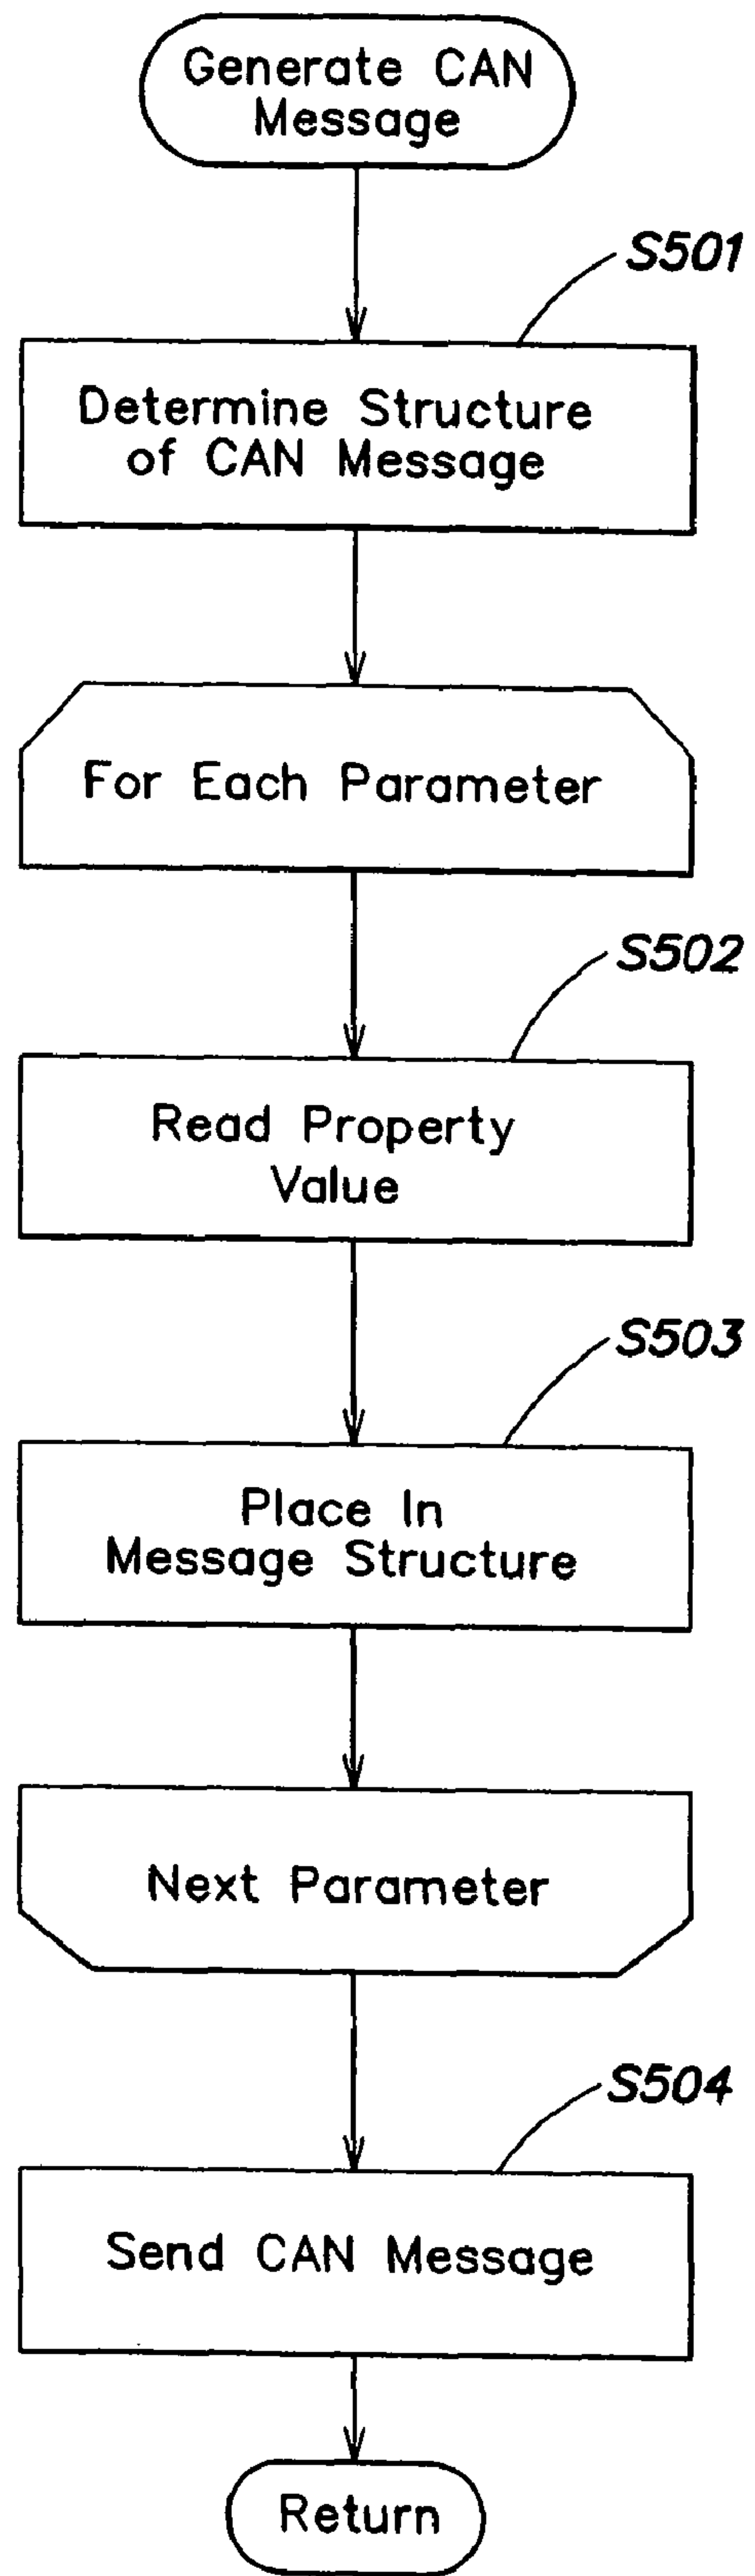 Generate CAN
Message
S501
Determine Structure
of CAN Message
For Each Parameter
S502
Read Property
Value
S503
Place In
Message Structure
Next Parameter
S504
Send CAN Message
Return